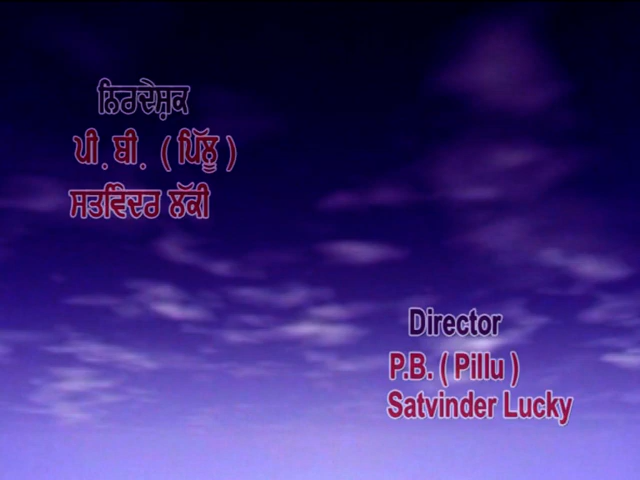 ਨਿਰਦੇਸ਼ਕ
ਪੀ. ਬੀ. ( ਪਿੱਲੂ )
ਸਤਵਿੰਦਰ ਲੱਕੀ
Director
P.B. ( Pillu )
Satvinder Lucky